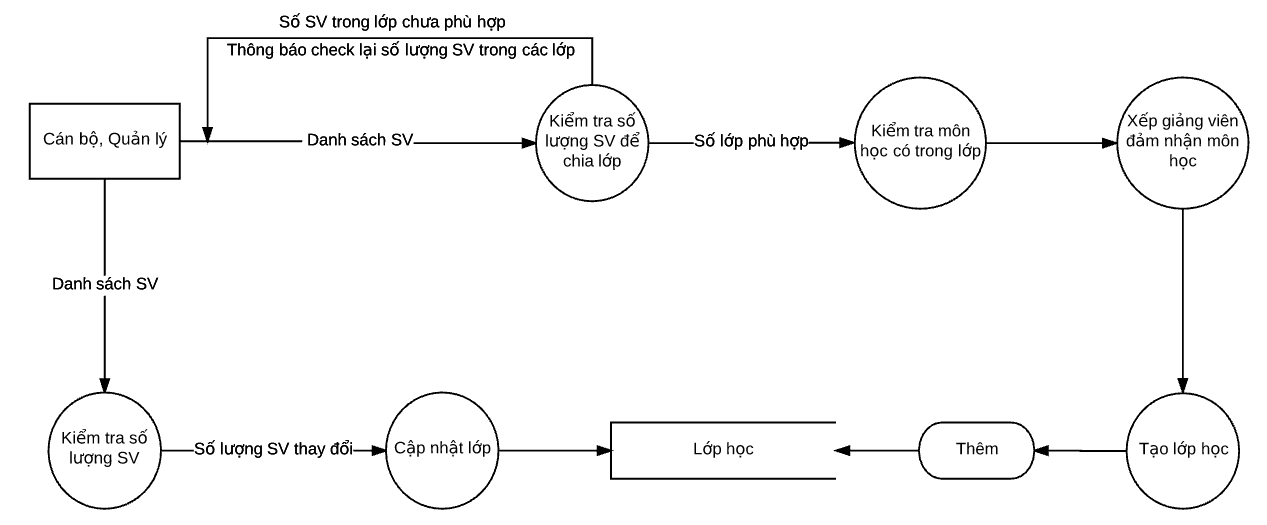 Số SV trong lớp chưa phù hợp
Thông báo check lại số lượng SV trong các lớp
Cán bộ, Quản lý
Danh sách SV
Kiểm tra số
lượng SV để
chia lớp
Số lớp phù hợp
Kiểm tra môn
học có trong lớp
Xếp giảng viên
đảm nhận môn
học
Danh sách SV
Kiểm tra số
lượng SV
Số lượng SV thay đổi
Cập nhật lớp
Lớp học
Thêm
Tạo lớp học